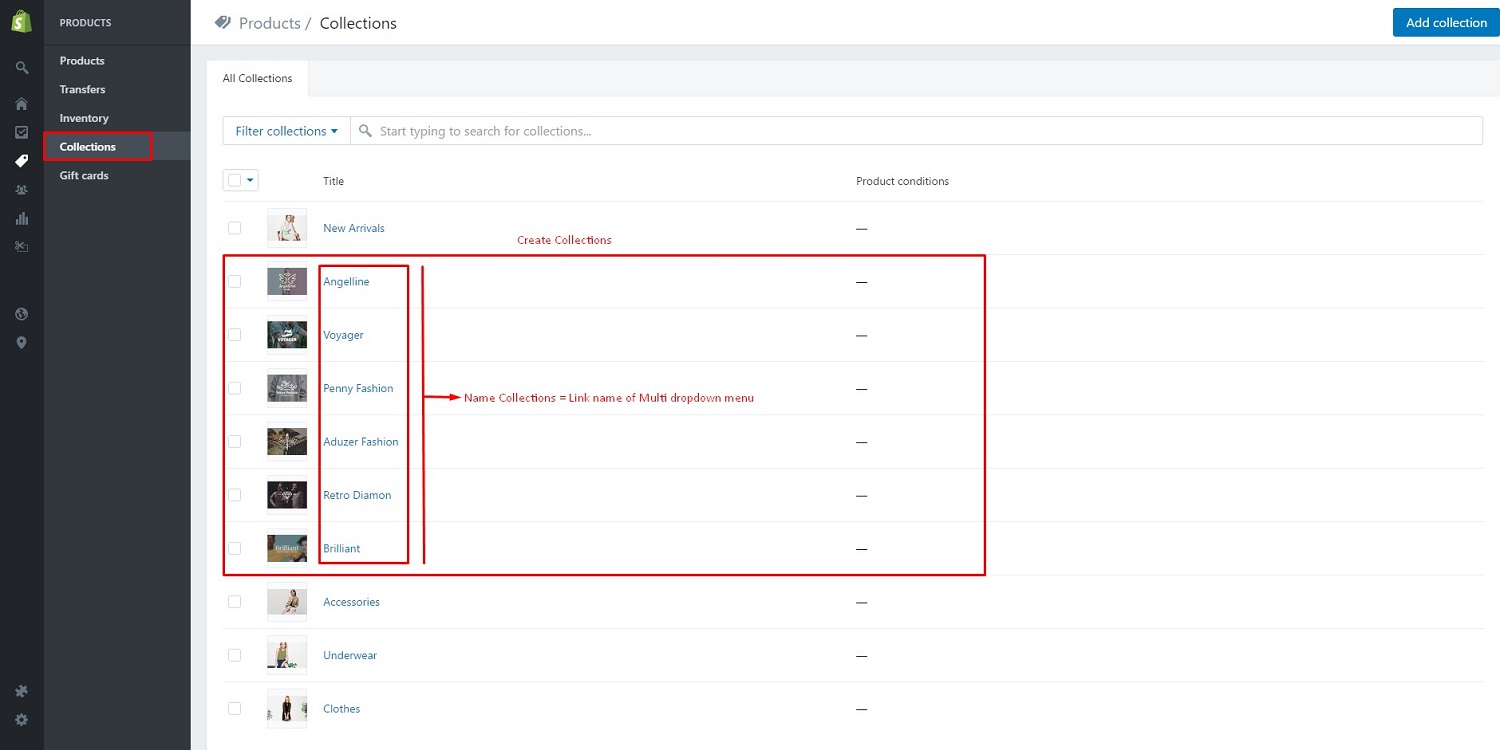 PRODUCTS
Products / Collections
Add collection
Products
Transfers
Inventory
Collections
Gift cards
All Collections
Filter collections
Start typing to search for collections...
Title
Product conditions
New Arrivals
—
Create Collections
Angelline
—
VOYAGER
Voyager
—
Penny Fashion
—
Name Collections = Link name of Multi dropdown menu
Aduzer Fashion
—
Retro Diamon
—
Brilliant
Brilliant
—
Accessories
—
Underwear
—
Clothes
—